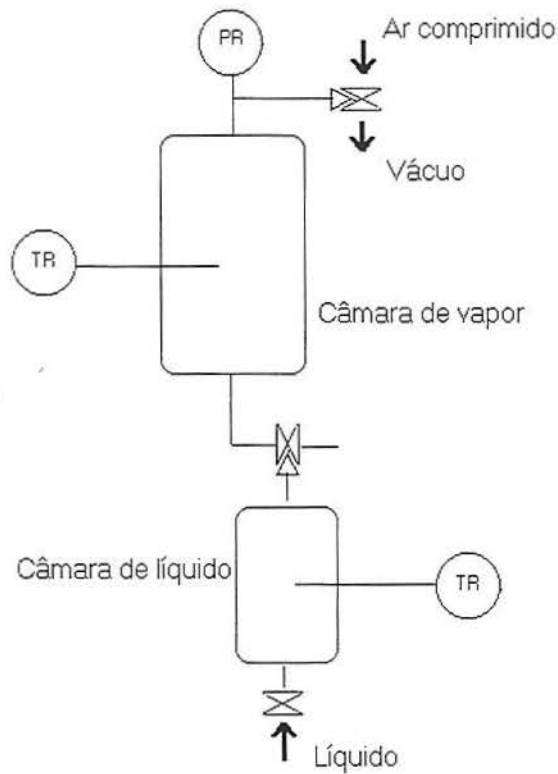 PR
Ar comprimido
Vácuo
TR
Câmara de vapor
Câmara de líquido
TR
Líquido